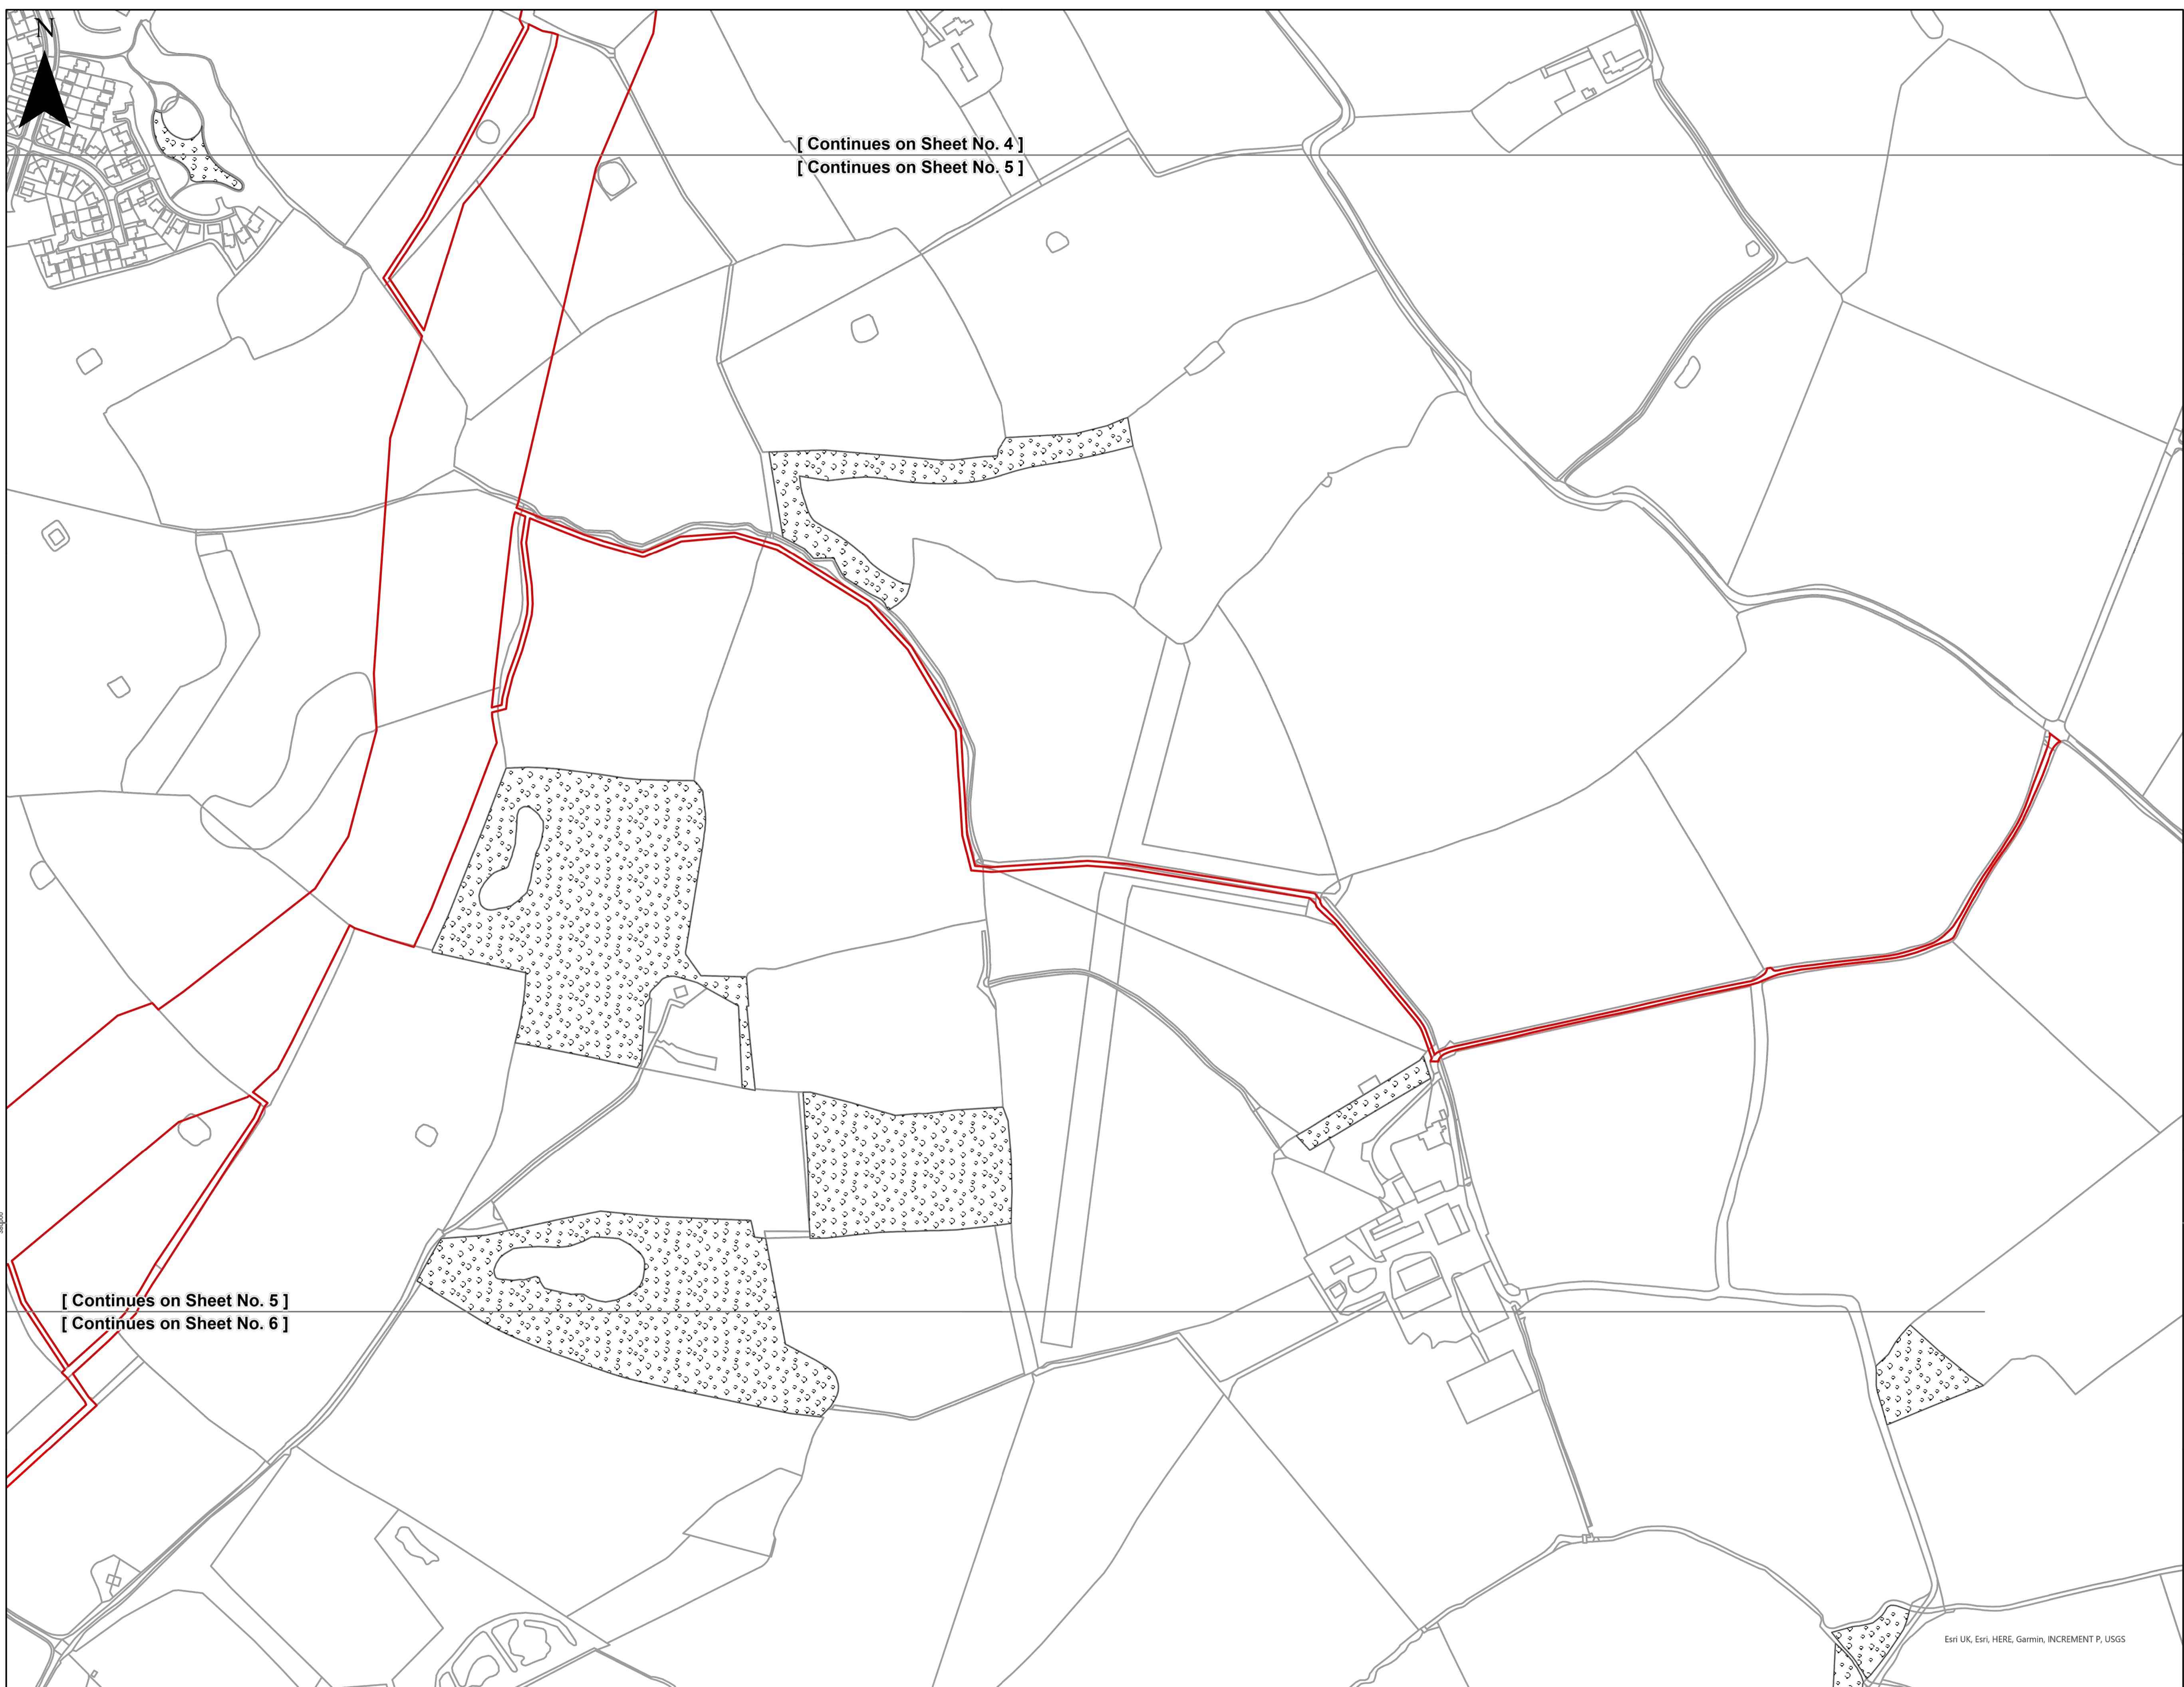 N
[ Continues on Sheet No. 4 ]
[ Continues on Sheet No. 5 ]
[ Continues on Sheet No. 5 ]
[ Continues on Sheet No. 6 ]
Esri UK, Esri, HERE, Garmin, INCREMENT P, USGS